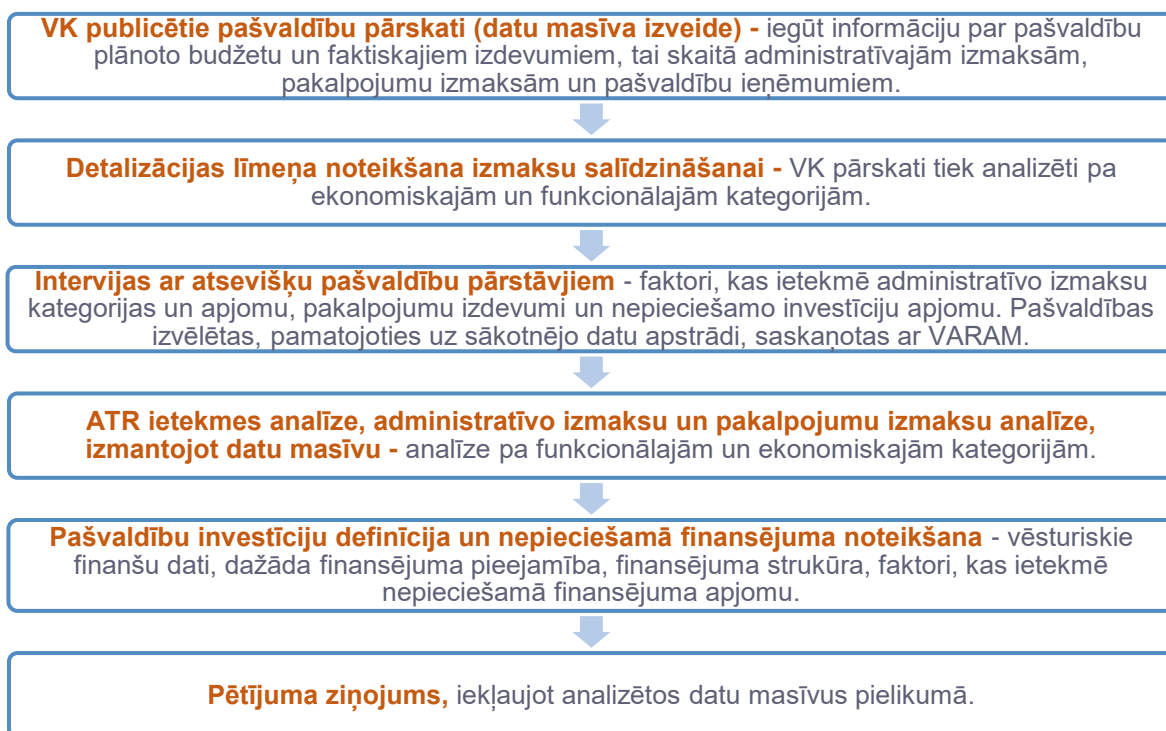 VK publicētie pašvaldību pārskati (datu masīva izveide) - iegūt informāciju par pašvaldību
plānoto budžetu un faktiskajiem izdevumiem, tai skaitā administratīvajām izmaksām,
pakalpojumu izmaksām un pašvaldību ieņēmumiem.
Detalizācijas līmeņa noteikšana izmaksu salīdzināšanai - VK pārskati tiek analizēti pa
ekonomiskajām un funkcionālajām kategorijām.
Intervijas ar atsevišķu pašvaldību pārstāvjiem - faktori, kas ietekmē administratīvo izmaksu
kategorijas un apjomu, pakalpojumu izdevumi un nepieciešamo investīciju apjomu. Pašvaldības
izvēlētas, pamatojoties uz sākotnējo datu apstrādi, saskaņotas ar VARAM.
ATR ietekmes analīze, administratīvo izmaksu un pakalpojumu izmaksu analīze,
izmantojot datu masīvu - analīze pa funkcionālajām un ekonomiskajām kategorijām.
Pašvaldību investīciju definīcija un nepieciešamā finansējuma noteikšana - vēsturiskie
finanšu dati, dažāda finansējuma pieejamība, finansējuma strukūra, faktori, kas ietekmē
nepieciešamā finansējuma apjomu.
Pētījuma ziņojums, iekļaujot analizētos datu masīvus pielikumā.